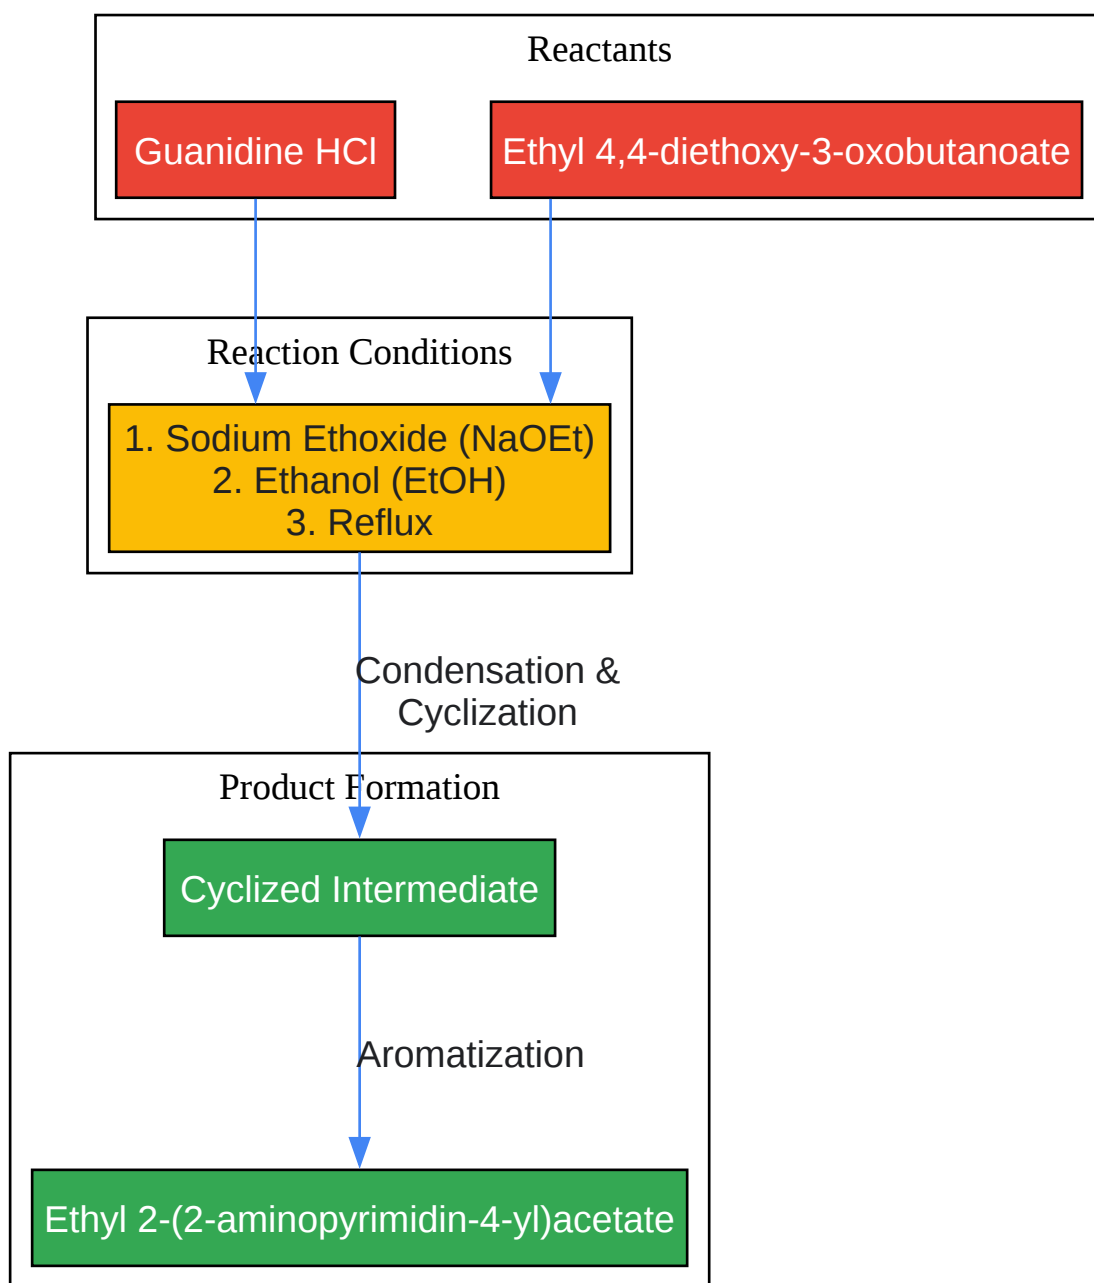 Reactants
Guanidine HCl
Ethyl 4,4-diethoxy-3-oxobutanoate
Reaction Conditions
1. Sodium Ethoxide (NaOEt)
2. Ethanol (EtOH)
3. Reflux
Condensation &
Cyclization
Product Formation
Cyclized Intermediate
Aromatization
Ethyl 2-(2-aminopyrimidin-4-yl)acetate